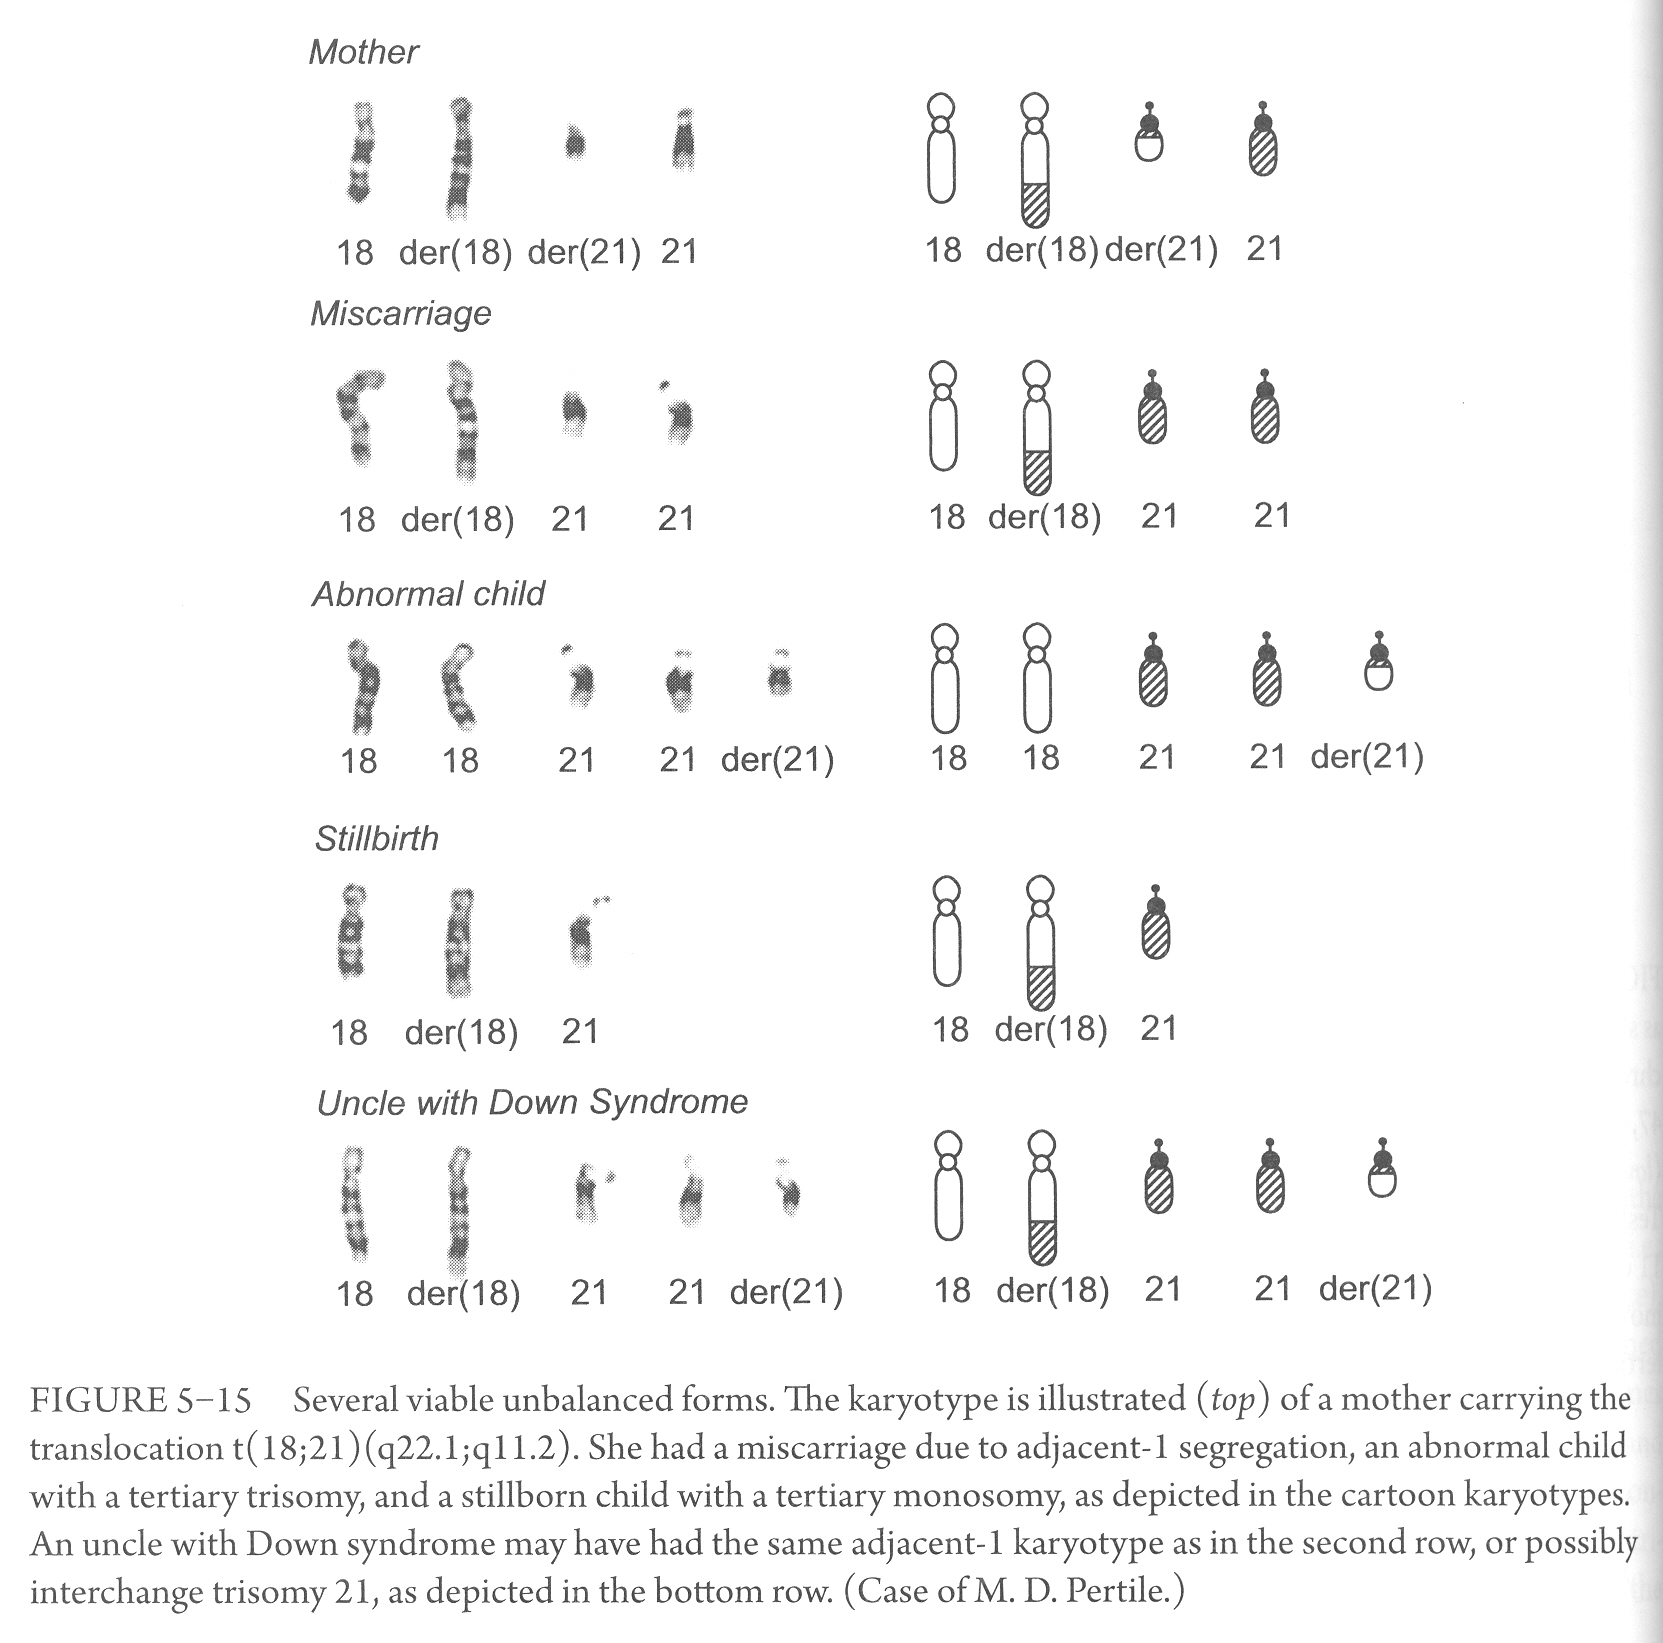 Mother
18 der(18) der(21) 21 18 der(18) der(21) 21
Miscarriage
18 der(18) 21 21 18 der(18) 21 21
Abnormal child
18 18 21 21 der(21) 18 18 21 21 der(21)
Stillbirth
18 der(18) 21 18 der(18) 21
Uncle with Down Syndrome
18 der(18) 21 21 der(21) 18 der(18) 21 21 der(21)
FIGURE 5–15 Several viable unbalanced forms. The karyotype is illustrated (top) of a mother carrying the
translocation t(18;21)(q22.1;q11.2). She had a miscarriage due to adjacent-1 segregation, an abnormal child
with a tertiary trisomy, and a stillborn child with a tertiary monosomy, as depicted in the cartoon karyotypes.
An uncle with Down syndrome may have had the same adjacent-1 karyotype as in the second row, or possibly
interchange trisomy 21, as depicted in the bottom row. (Case of M. D. Pertile.)